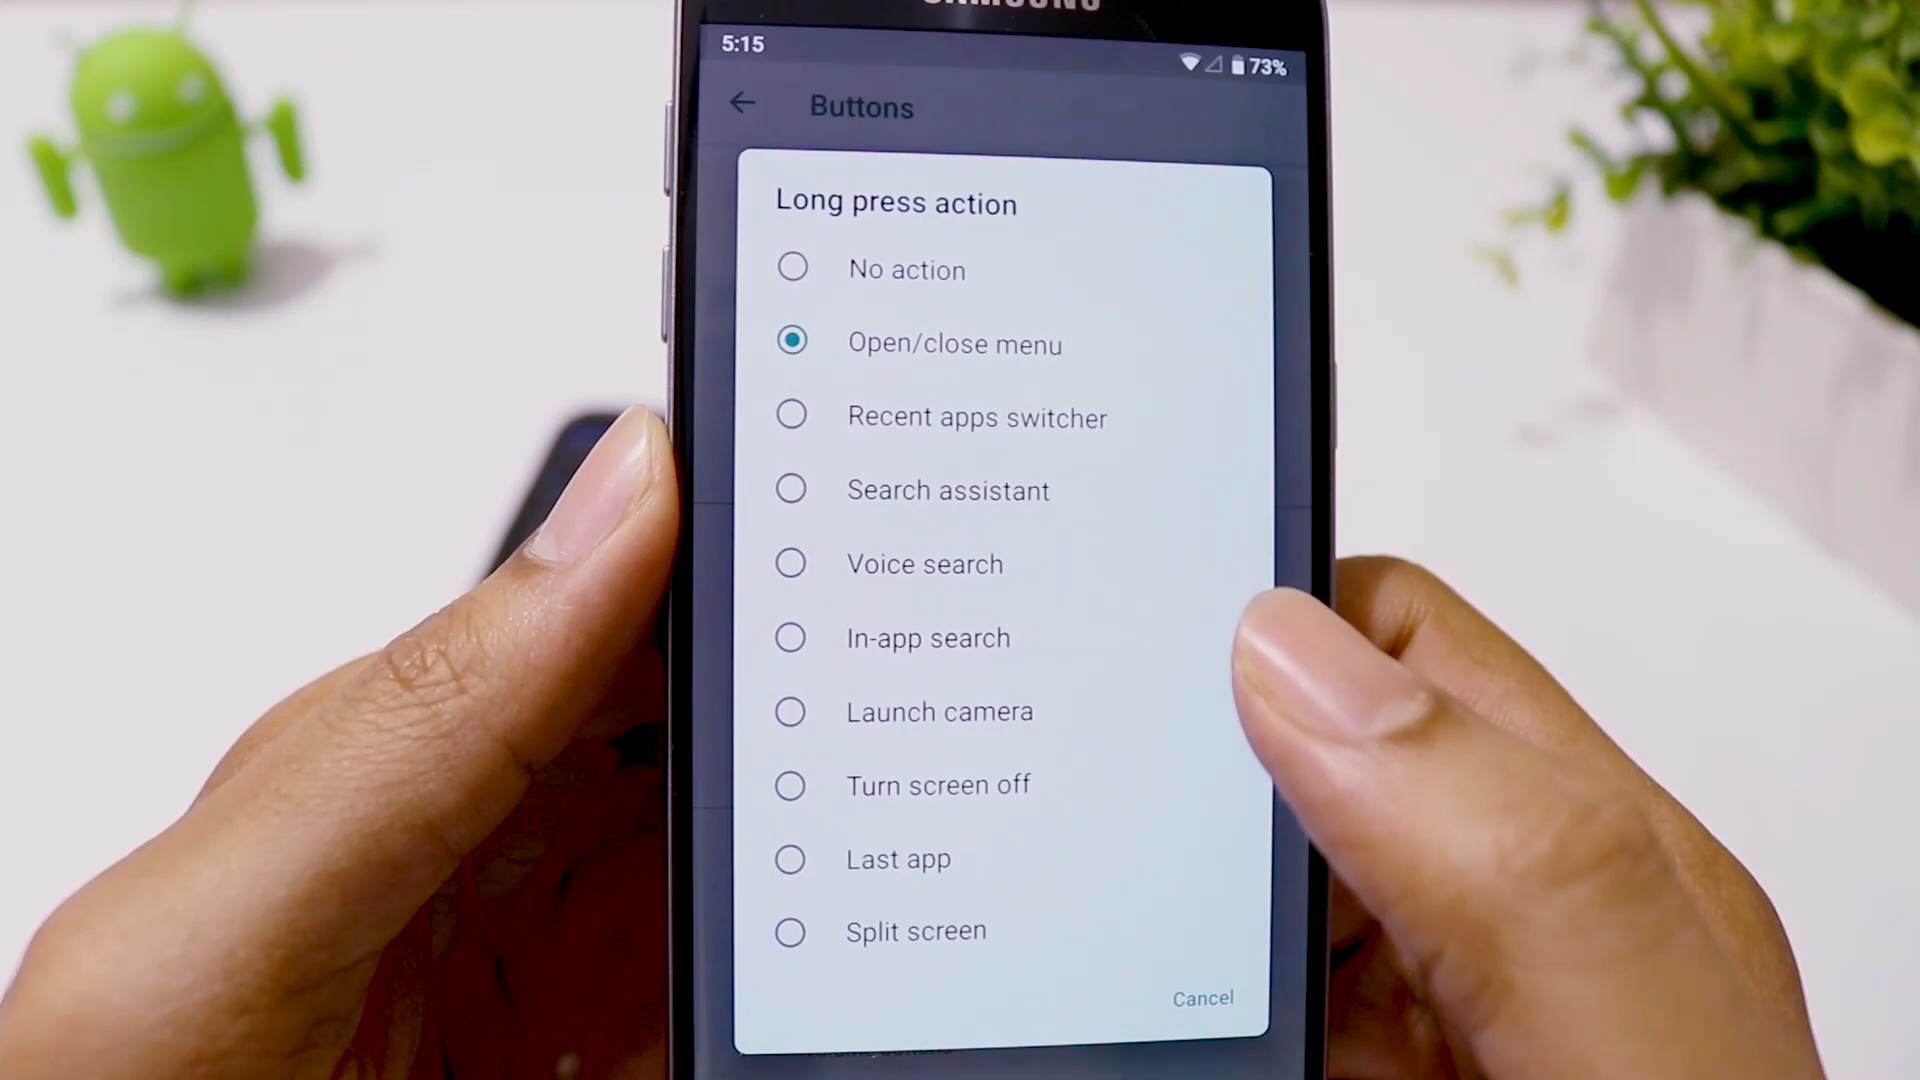 SAMSUNG
5:15
73%
Buttons
Long press action
No action
Open/close menu
Recent apps switcher
Search assistant
Voice search
In-app search
Launch camera
Turn screen off
Last app
Split screen
Cancel